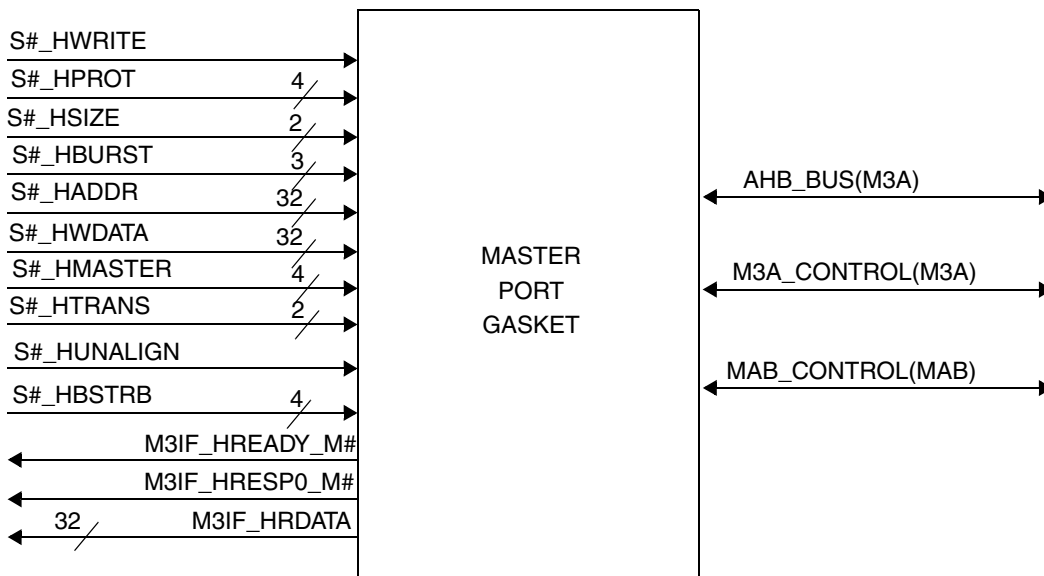 S#_HWRITE
S#_HPROT 4
S#_HSIZE 2
S#_HBURST 3
S#_HADDR 32
S#_HWDATA 32
S#_HMASTER 4
S#_HTRANS 2
S#_HUNALIGN
S#_HBSTRB 4
M3IF_HREADY_M#
M3IF_HRESP0_M#
32 M3IF_HRDATA
MASTER
PORT
GASKET
AHB_BUS(M3A)
M3A_CONTROL(M3A)
MAB_CONTROL(MAB)